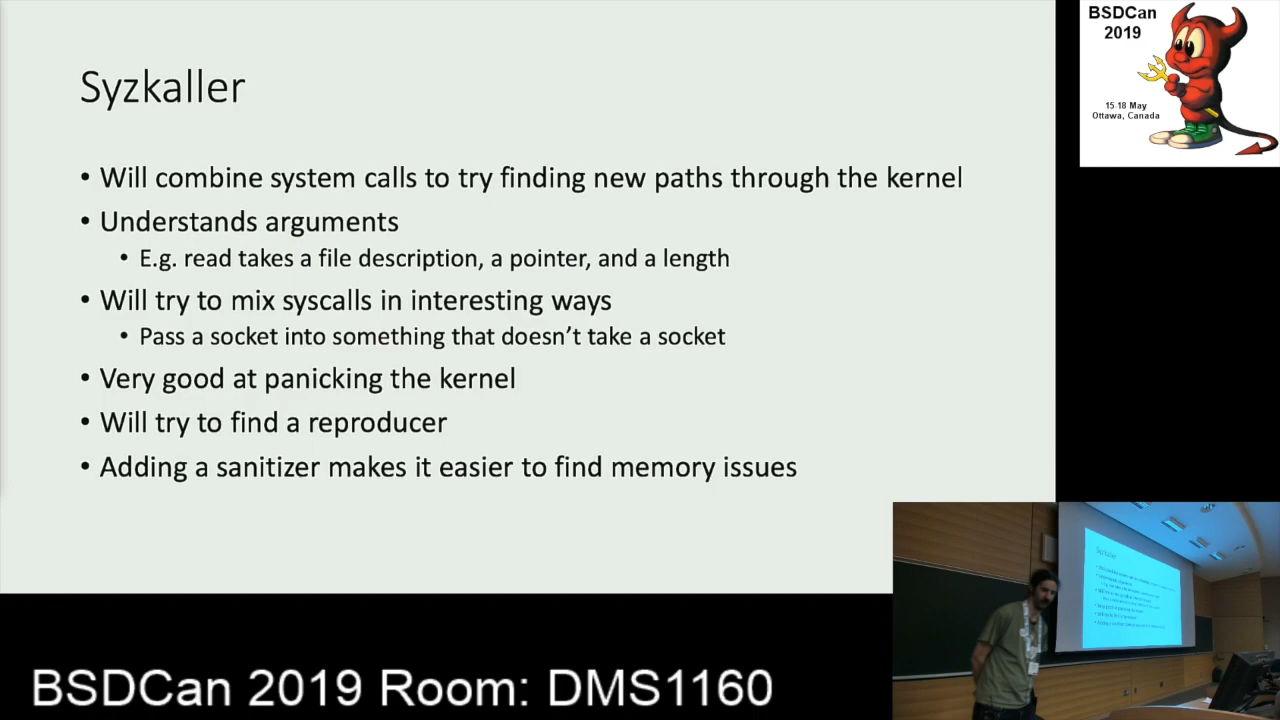 Syzkaller
• Will combine system calls to try finding new paths through the kernel
• Understands arguments
• E.g. read takes a file description, a pointer, and a length
• Will try to mix syscalls in interesting ways
• Pass a socket into something that doesn't take a socket
• Very good at panicking the kernel
• Will try to find a reproducer
• Adding a sanitizer makes it easier to find memory issues
BSDCan
2019
15-18 May
Ottawa, Canada
Syzkaller
BSDCan 2019 Room: DMS1160